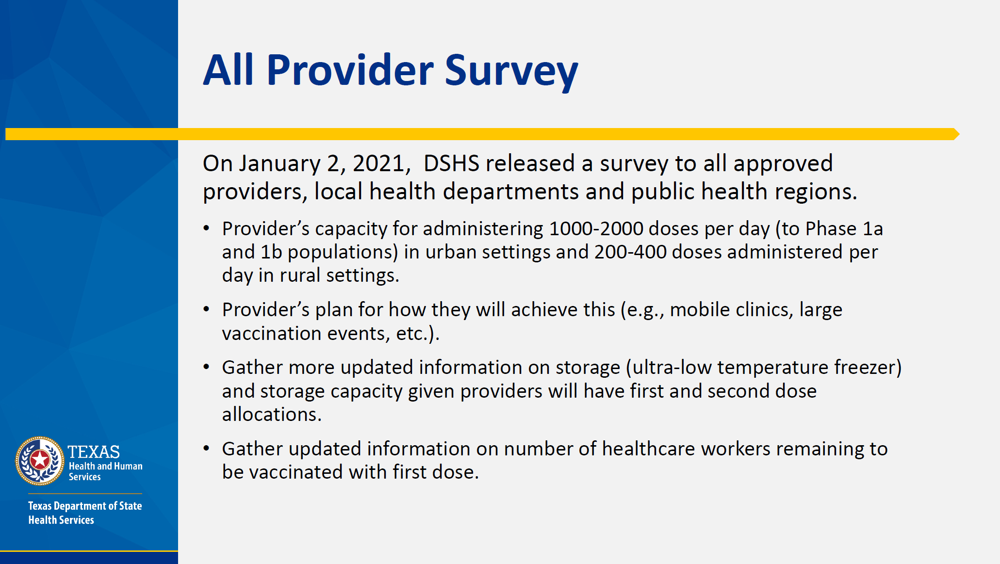 All Provider Survey
On January 2, 2021,  DSHS released a survey to all approved
providers, local health departments and public health regions.
• Provider’s capacity for administering 1000-2000 doses per day (to Phase 1a
and 1b populations) in urban settings and 200-400 doses administered per
day in rural settings.
• Provider’s plan for how they will achieve this (e.g., mobile clinics, large
vaccination events, etc.).
• Gather more updated information on storage (ultra-low temperature freezer)
and storage capacity given providers will have first and second dose
allocations.
• Gather updated information on number of healthcare workers remaining to
be vaccinated with first dose.
TEXAS
Health and Human
Services
Texas Department of State
Health Services